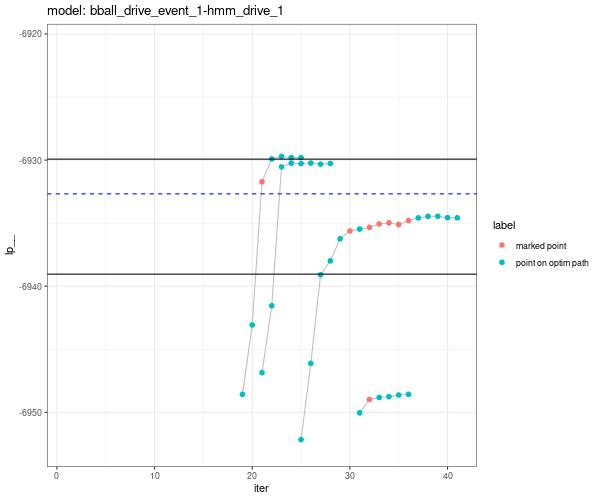 model: bball_drive_event_1-hmm_drive_1
-6920
-6930
-6940
-6950
lp__
0
10
20
30
40
iter
label
marked point
point on optim path